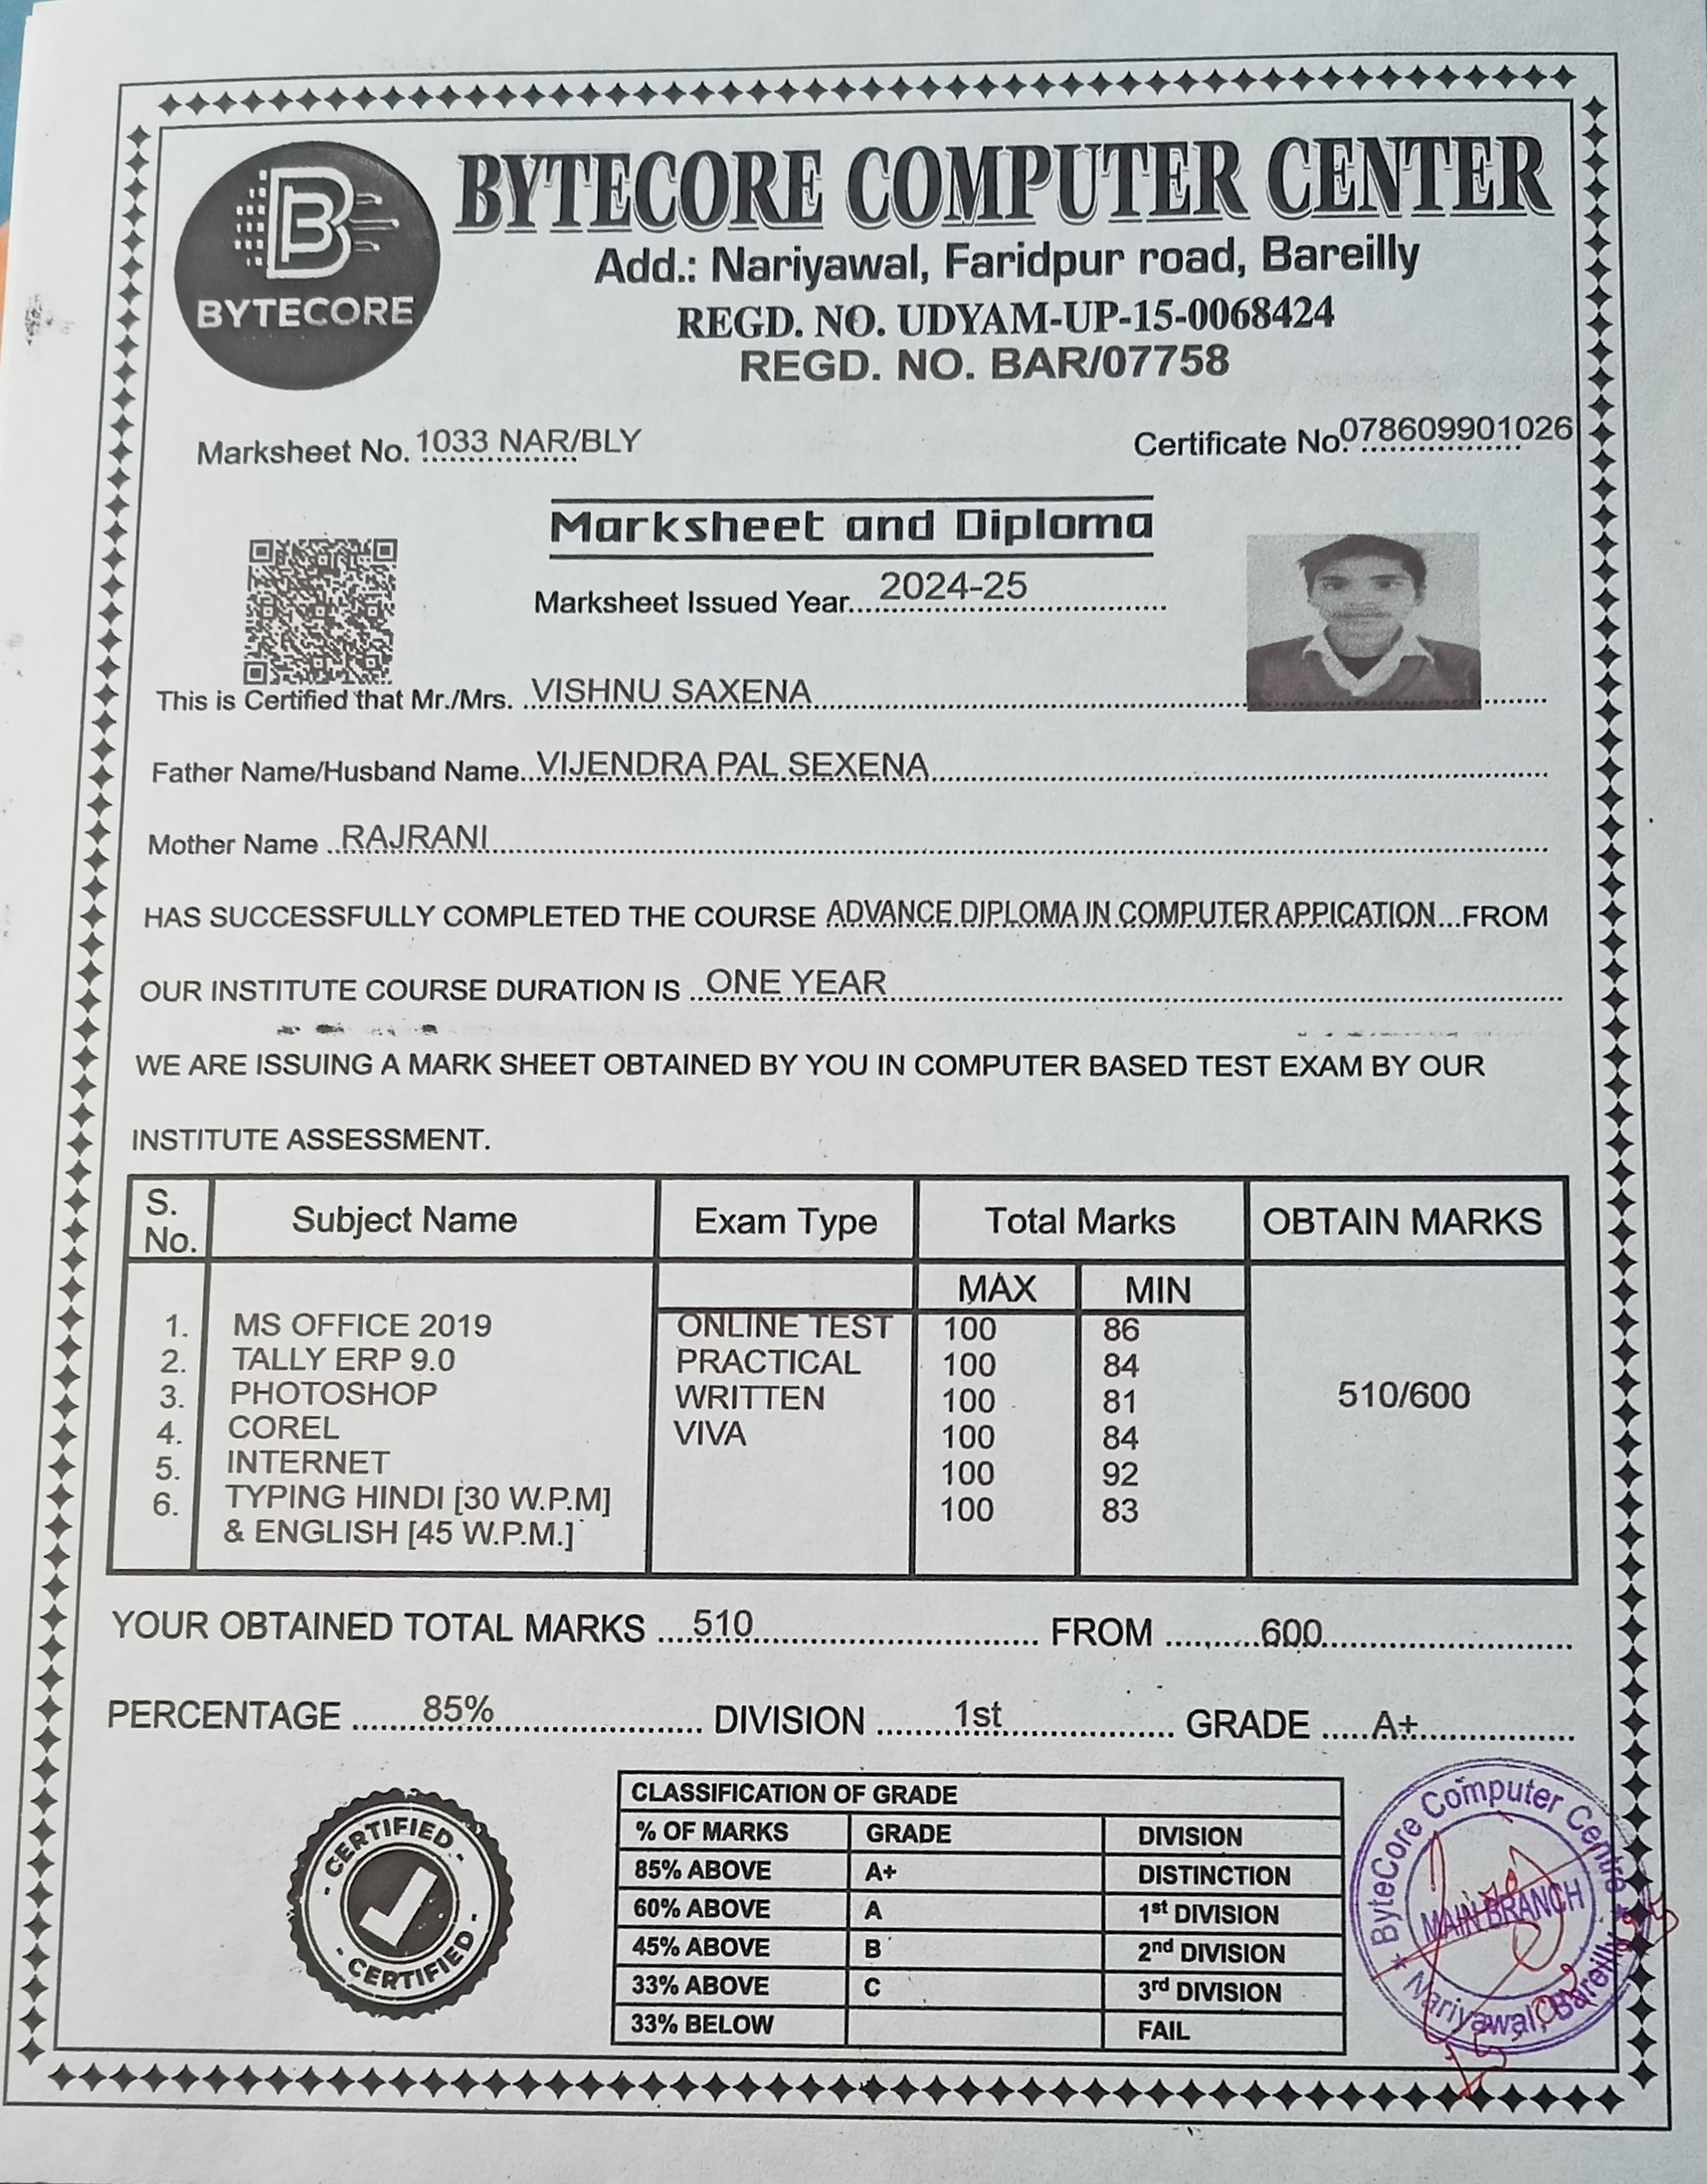 B
BYTECORE
BYTECORE COMPUTER CENTER
Add.: Nariyawal, Faridpur road, Bareilly
REGD. NO. UDYAM-UP-15-0068424
REGD. NO. BAR/07758
Marksheet No. 1033 NAR/BLY
Certificate No. 078609901026
Marksheet and Diploma
Marksheet Issued Year 2024-25
This is Certified that Mr./Mrs. VISHNU SAXENA
Father Name/Husband Name VIJENDRA PAL SEXENA
Mother Name RAJRANI
HAS SUCCESSFULLY COMPLETED THE COURSE ADVANCE DIPLOMA IN COMPUTER APPICATION FROM
OUR INSTITUTE COURSE DURATION IS ONE YEAR
WE ARE ISSUING A MARK SHEET OBTAINED BY YOU IN COMPUTER BASED TEST EXAM BY OUR
INSTITUTE ASSESSMENT.
S. No. Subject Name Exam Type Total Marks OBTAIN MARKS
MAX MIN
1. MS OFFICE 2019 ONLINE TEST 100 86
2. TALLY ERP 9.0 PRACTICAL 100 84
3. PHOTOSHOP WRITTEN 100 81 510/600
4. COREL VIVA 100 84
5. INTERNET 100 92
6. TYPING HINDI [30 W.P.M] 100 83
& ENGLISH [45 W.P.M.]
YOUR OBTAINED TOTAL MARKS 510 FROM 600
PERCENTAGE 85% DIVISION 1st GRADE A+
CERTIFIED
CERTIFIED
CLASSIFICATION OF GRADE
% OF MARKS GRADE DIVISION
85% ABOVE A+ DISTINCTION
60% ABOVE A 1st DIVISION
45% ABOVE B 2nd DIVISION
33% ABOVE C 3rd DIVISION
33% BELOW FAIL
ByteCore Computer Centre
MAIN BRANCH
Nariyawal, Bareilly